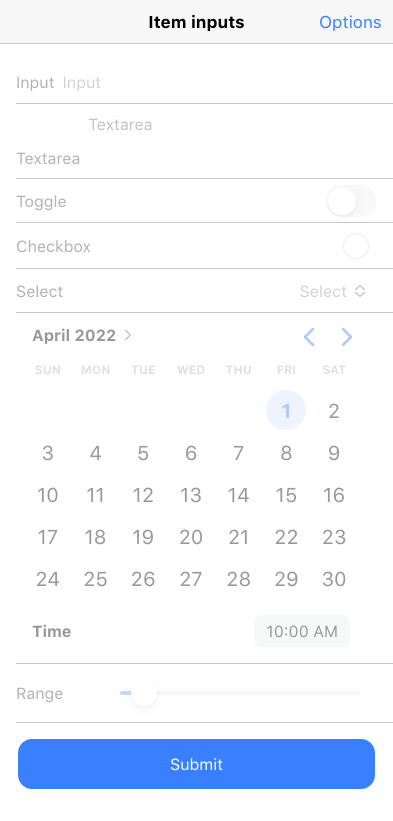 Item inputs Options
Input Input
Textarea
Textarea
Toggle
Checkbox
Select Select
April 2022
SUN MON TUE WED THU FRI SAT
1 2
3 4 5 6 7 8 9
10 11 12 13 14 15 16
17 18 19 20 21 22 23
24 25 26 27 28 29 30
Time 10:00 AM
Range
Submit